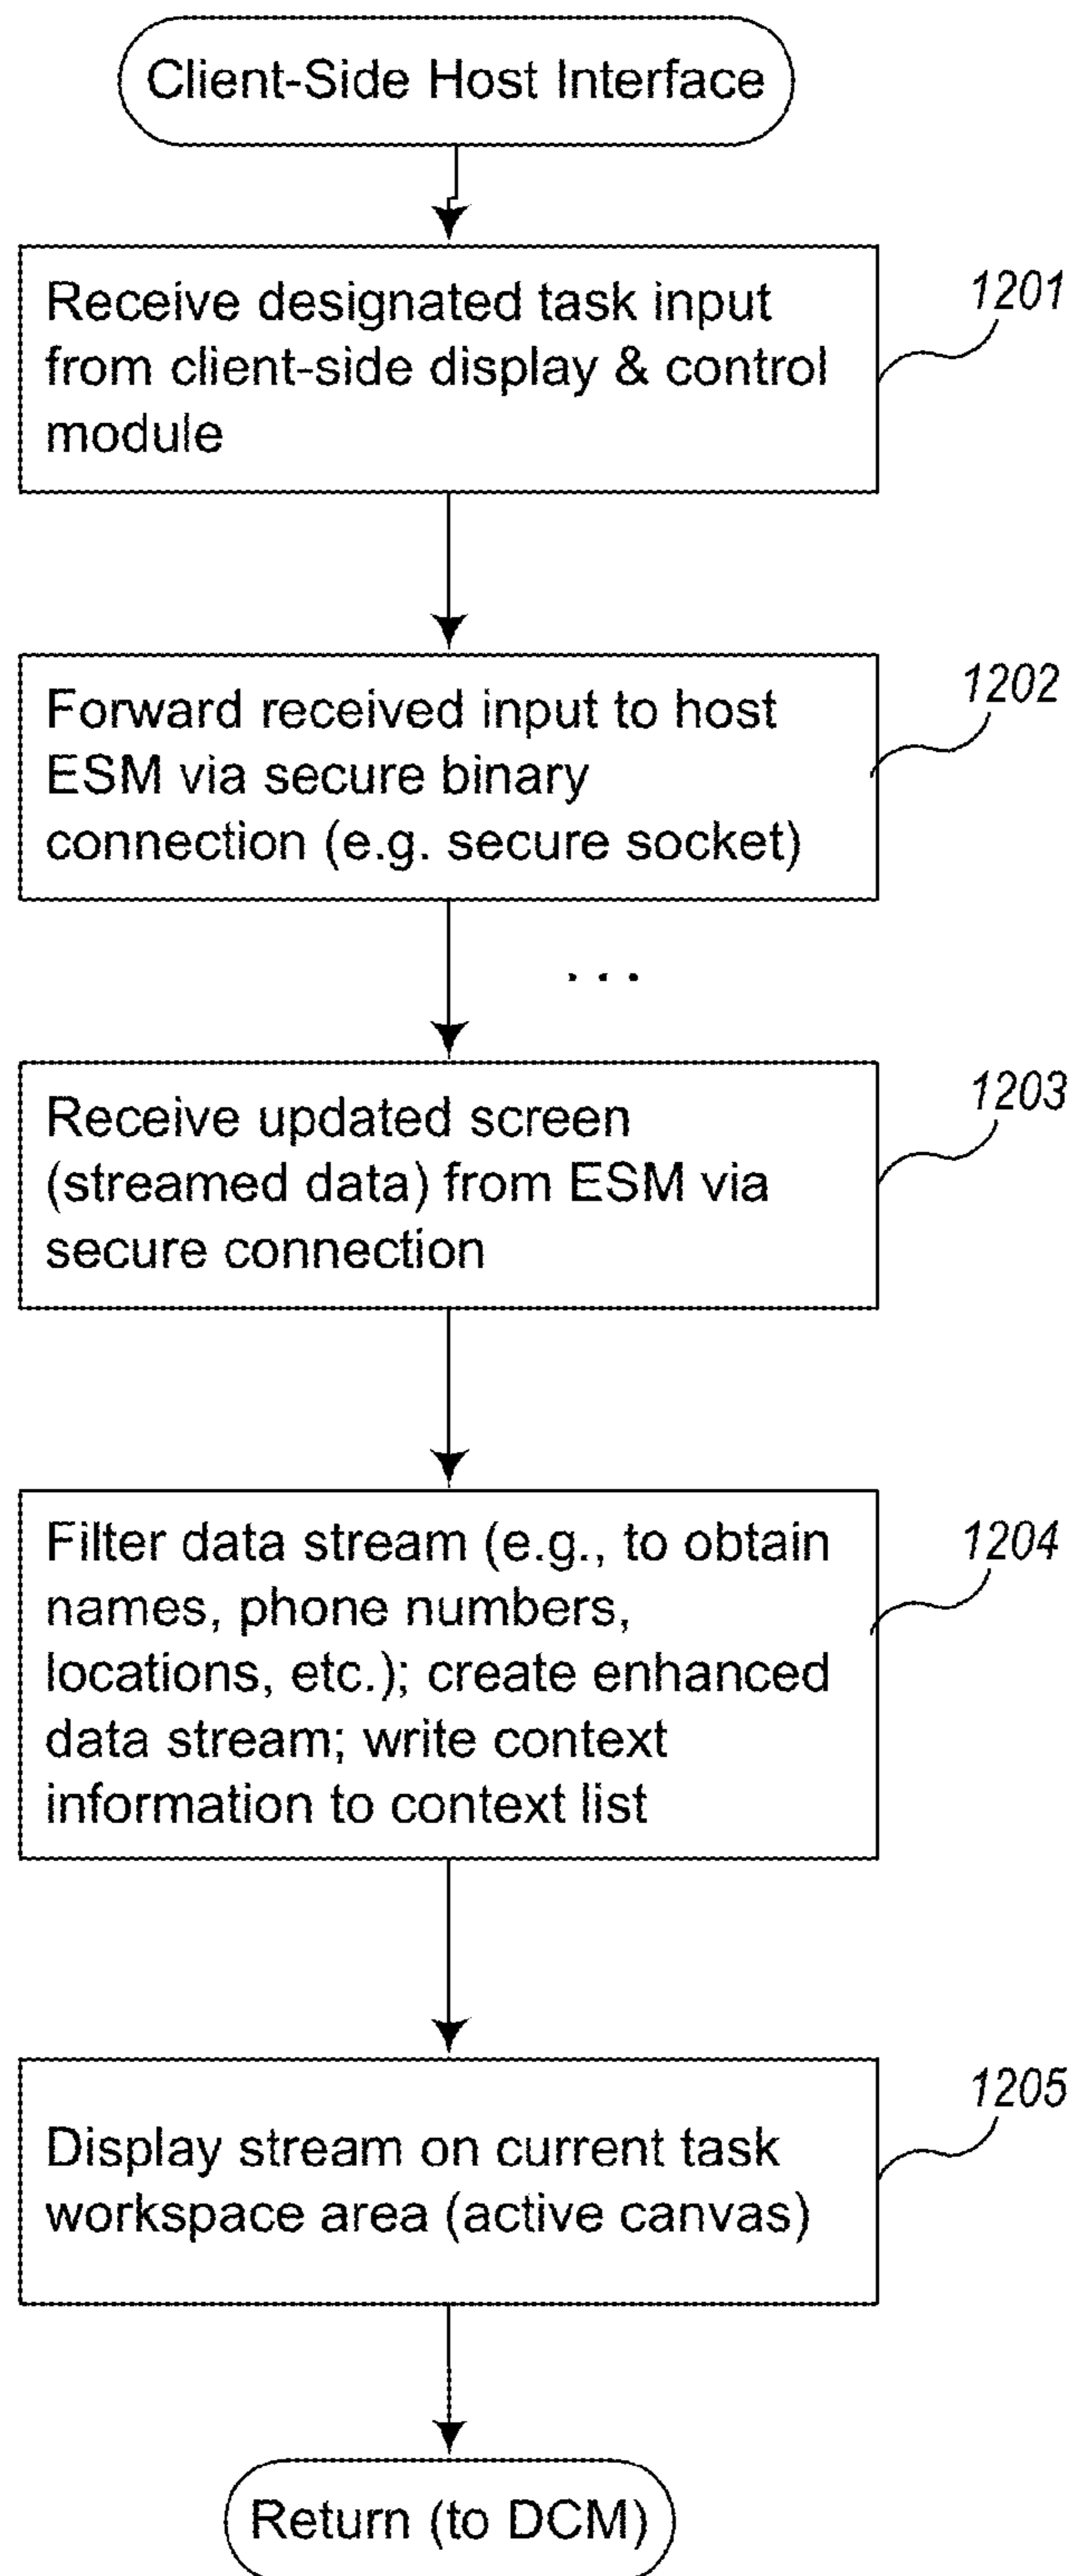 Client-Side Host Interface
Receive designated task input
from client-side display & control
module
1201
Forward received input to host
ESM via secure binary
connection (e.g. secure socket)
1202
. . .
Receive updated screen
(streamed data) from ESM via
secure connection
1203
Filter data stream (e.g., to obtain
names, phone numbers,
locations, etc.); create enhanced
data stream; write context
information to context list
1204
Display stream on current task
workspace area (active canvas)
1205
Return (to DCM)